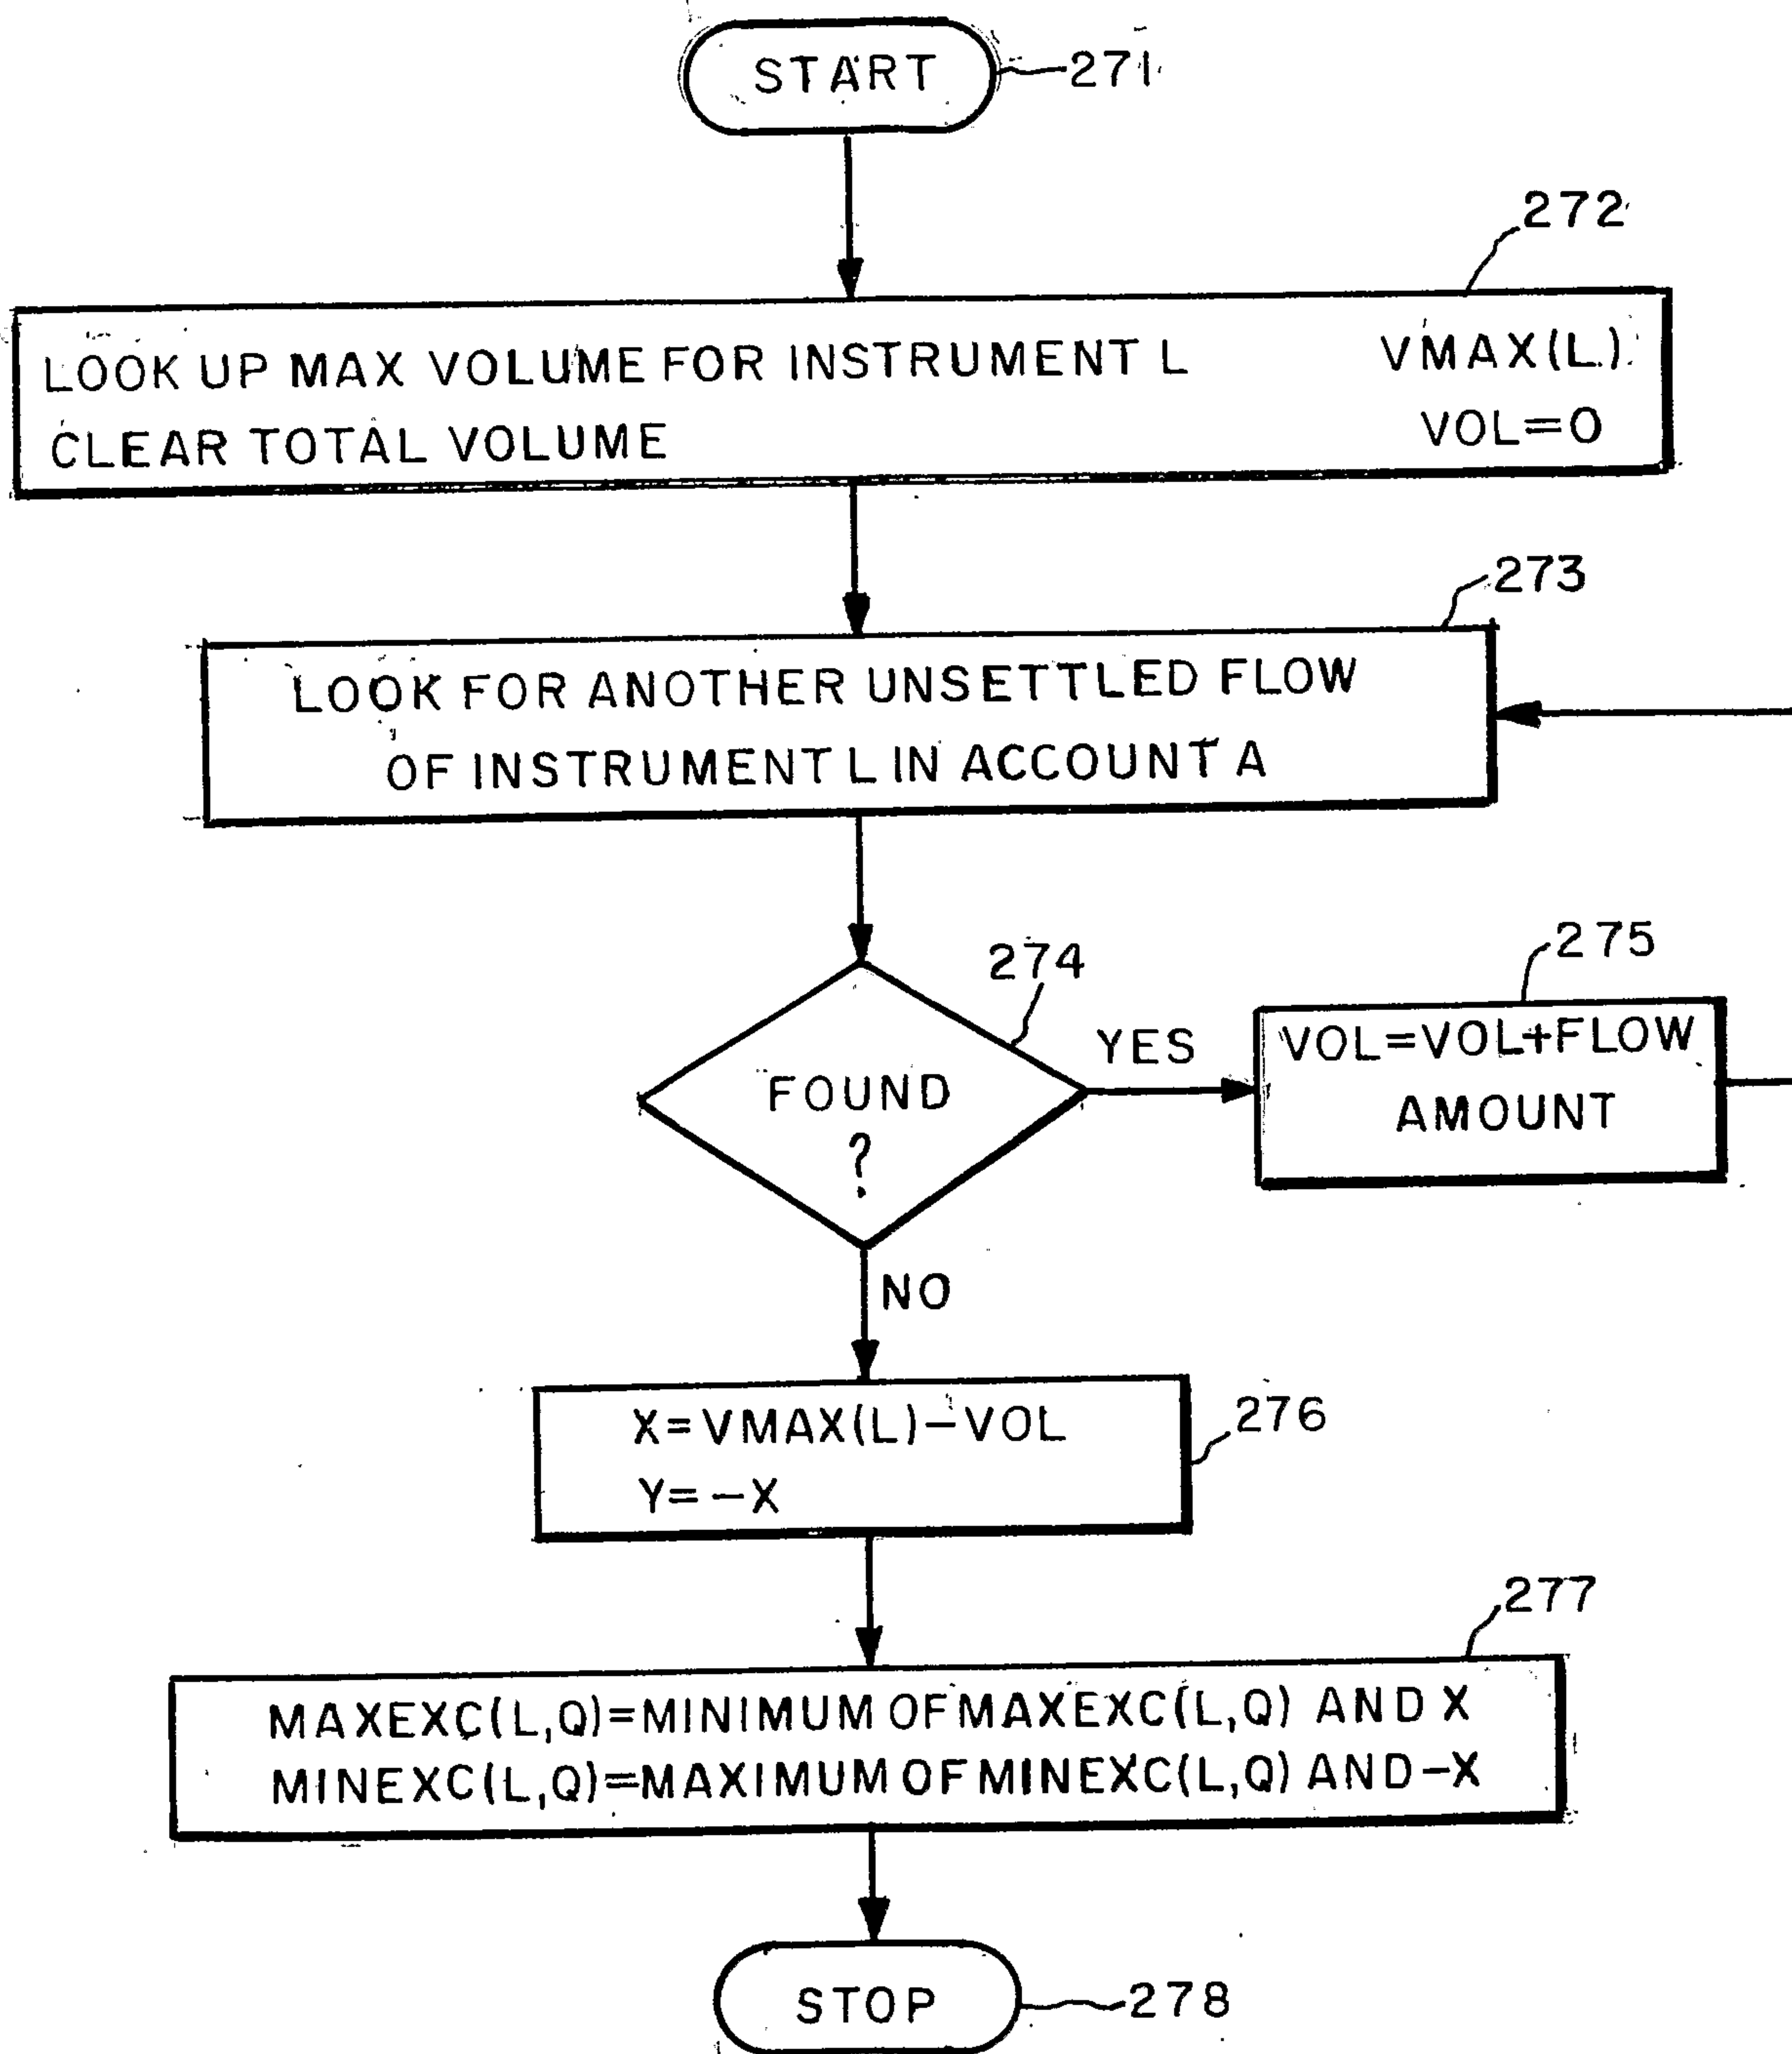 START
271
272
LOOK UP MAX VOLUME FOR INSTRUMENT L VMAX(L)
CLEAR TOTAL VOLUME VOL=0
273
LOOK FOR ANOTHER UNSETTLED FLOW
OF INSTRUMENT L IN ACCOUNT A
274
FOUND
?
YES
275
VOL=VOL+FLOW
AMOUNT
NO
276
X=VMAX(L)-VOL
Y=-X
277
MAXEXC(L,Q)=MINIMUM OF MAXEXC(L,Q) AND X
MINEXC(L,Q)=MAXIMUM OF MINEXC(L,Q) AND -X
STOP
278